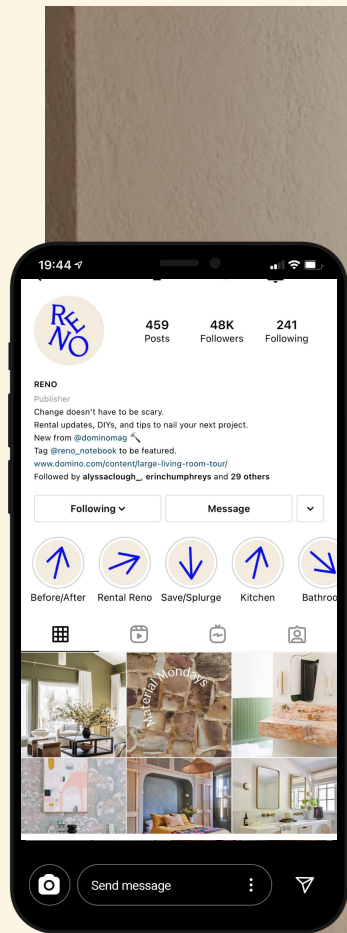 19:44
RE
NO
459 48K 241
Posts Followers Following
RENO
Publisher
Change doesn't have to be scary.
Rental updates, DIYs, and tips to nail your next project.
New from @dominomag 🔨
Tag @reno_notebook to be featured.
www.domino.com/content/large-living-room-tour/
Followed by alyssaclough_, erinchumphreys and 29 others
Following Message
Before/After Rental Reno Save/Splurge Kitchen Bathroo
Material Mondays
Send message